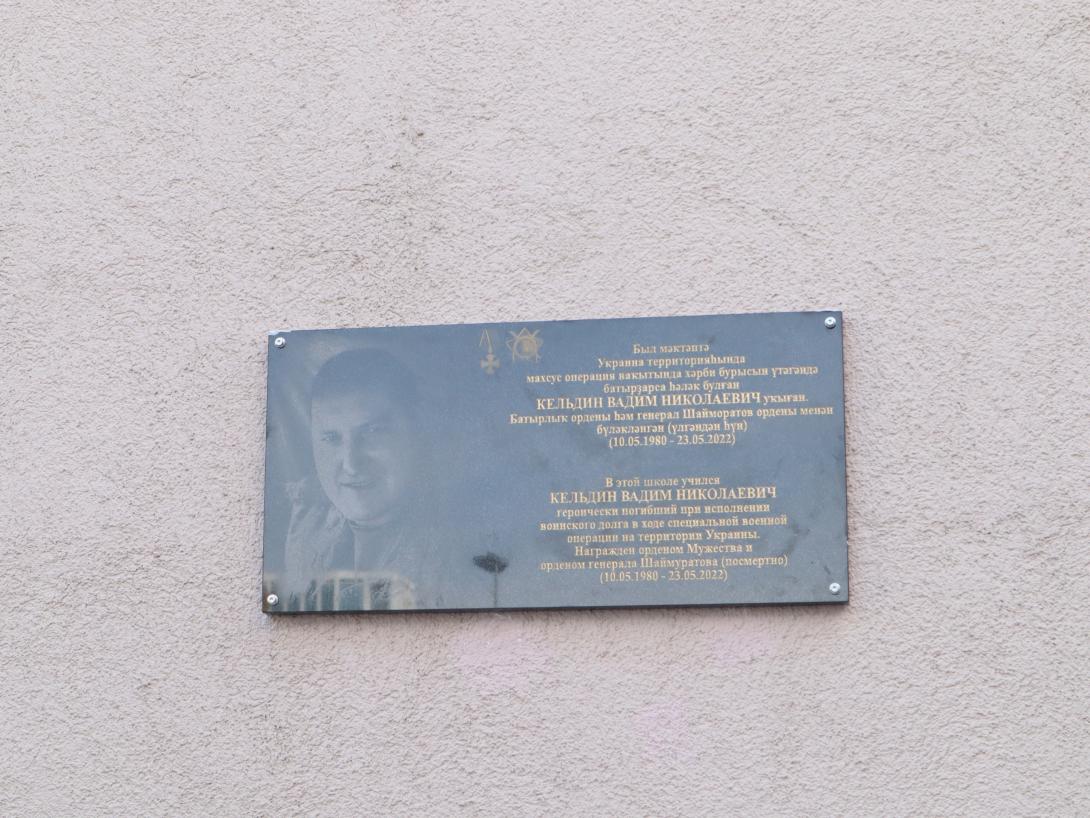 Был мәктәптә
Украина территорияһында
махсус операция ваҡытында хәрби бурысын үтәгәндә
батырҙарса һәләк булған
КЕЛЬДИН ВАДИМ НИКОЛАЕВИЧ уҡыған.
Батырлыҡ ордены һәм генерал Шайморатов ордены менән
бүләкләнгән (үлгәндән һуң)
(10.05.1980 - 23.05.2022)
В этой школе учился
КЕЛЬДИН ВАДИМ НИКОЛАЕВИЧ
героически погибший при исполнении
воинского долга в ходе специальной военной
операции на территории Украины.
Награжден орденом Мужества и
орденом генерала Шаймуратова (посмертно)
(10.05.1980 - 23.05.2022)